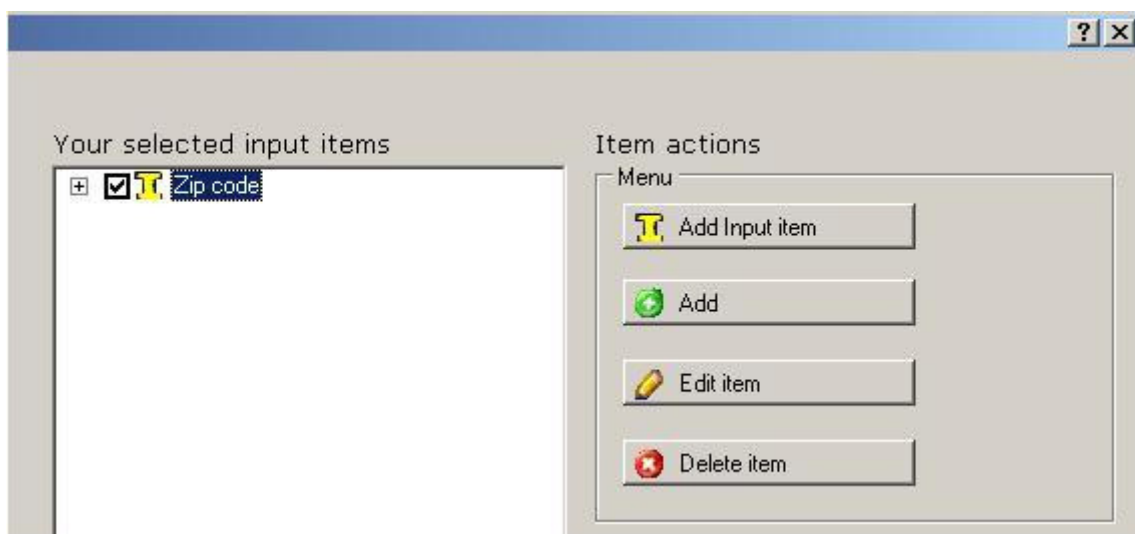 Your selected input items
Zip code
Item actions
Menu
Add Input item
Add
Edit item
Delete item